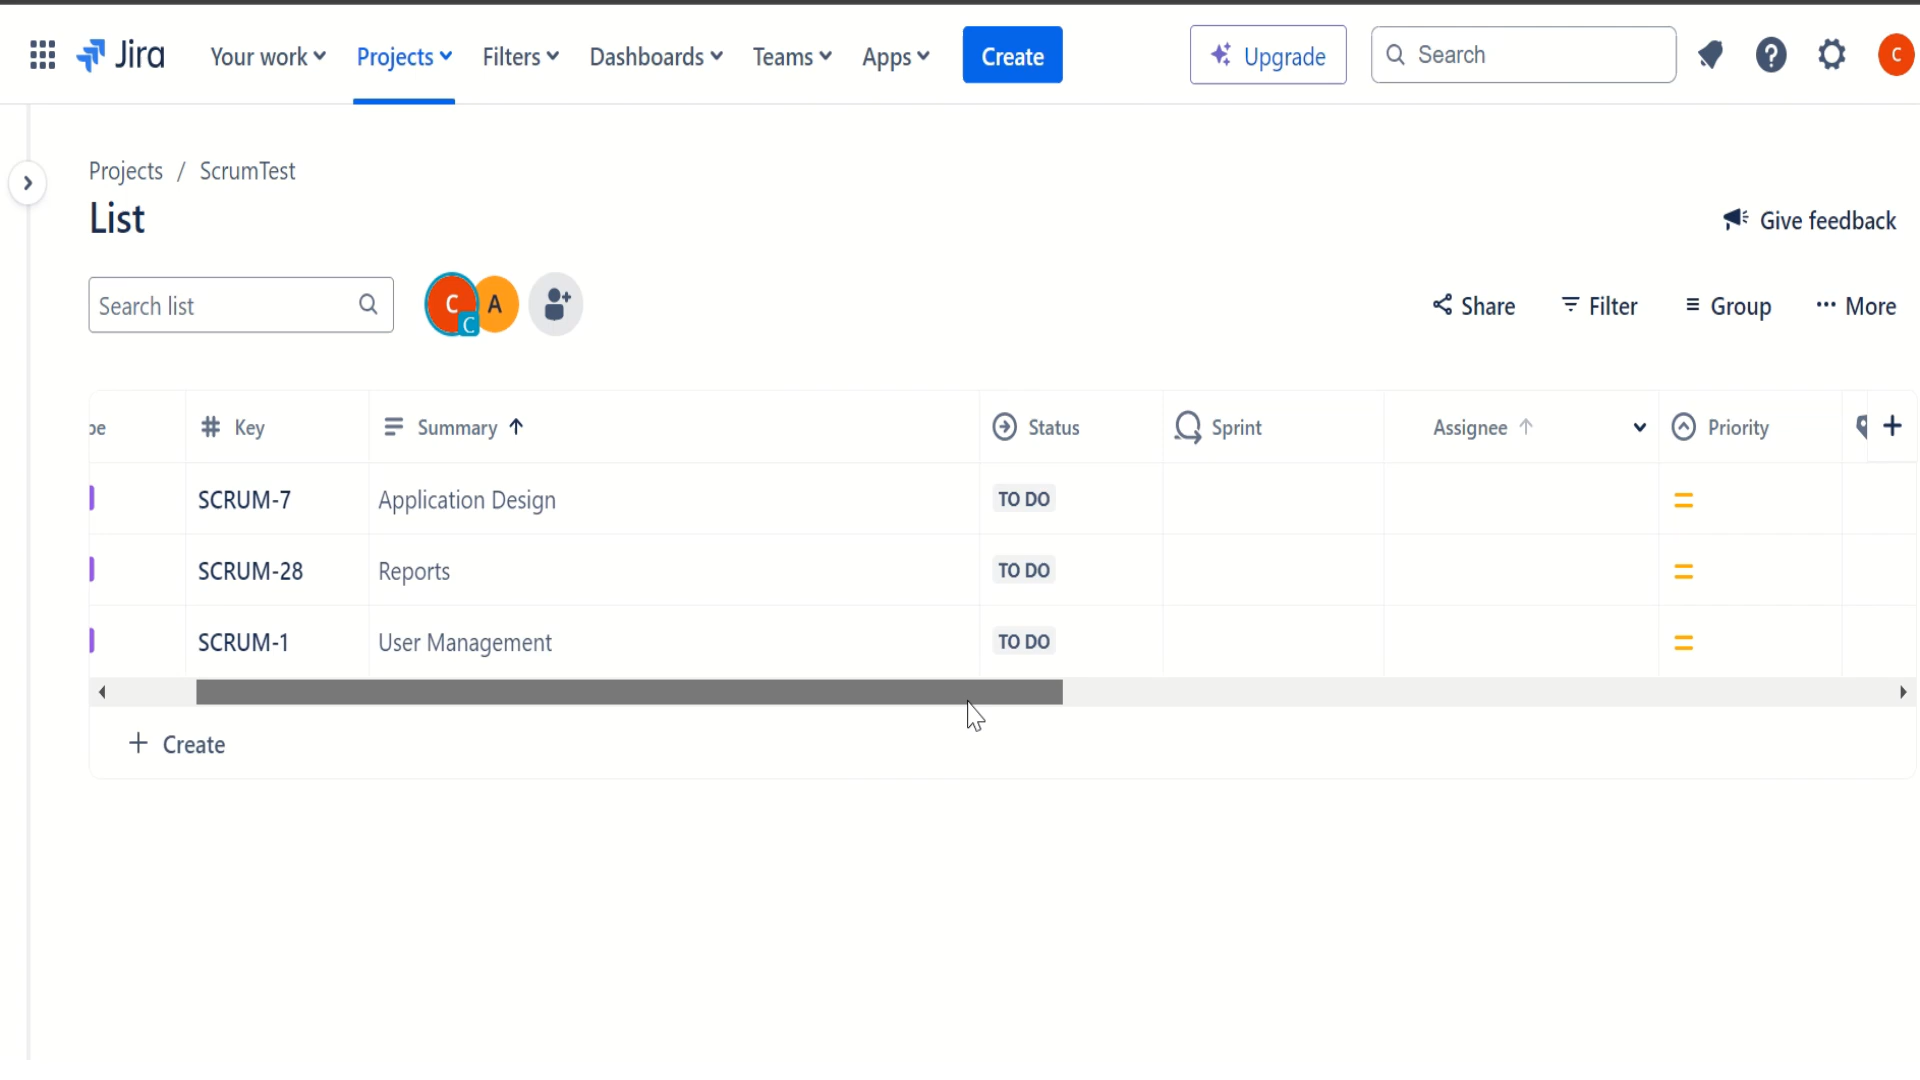 Jira Your work Projects Filters Dashboards Teams Apps Create Upgrade Search C
Projects / ScrumTest
List
Give feedback
Search list C C A Share Filter Group More
pe Key Summary Status Sprint Assignee Priority
SCRUM-7 Application Design TO DO
SCRUM-28 Reports TO DO
SCRUM-1 User Management TO DO
+ Create